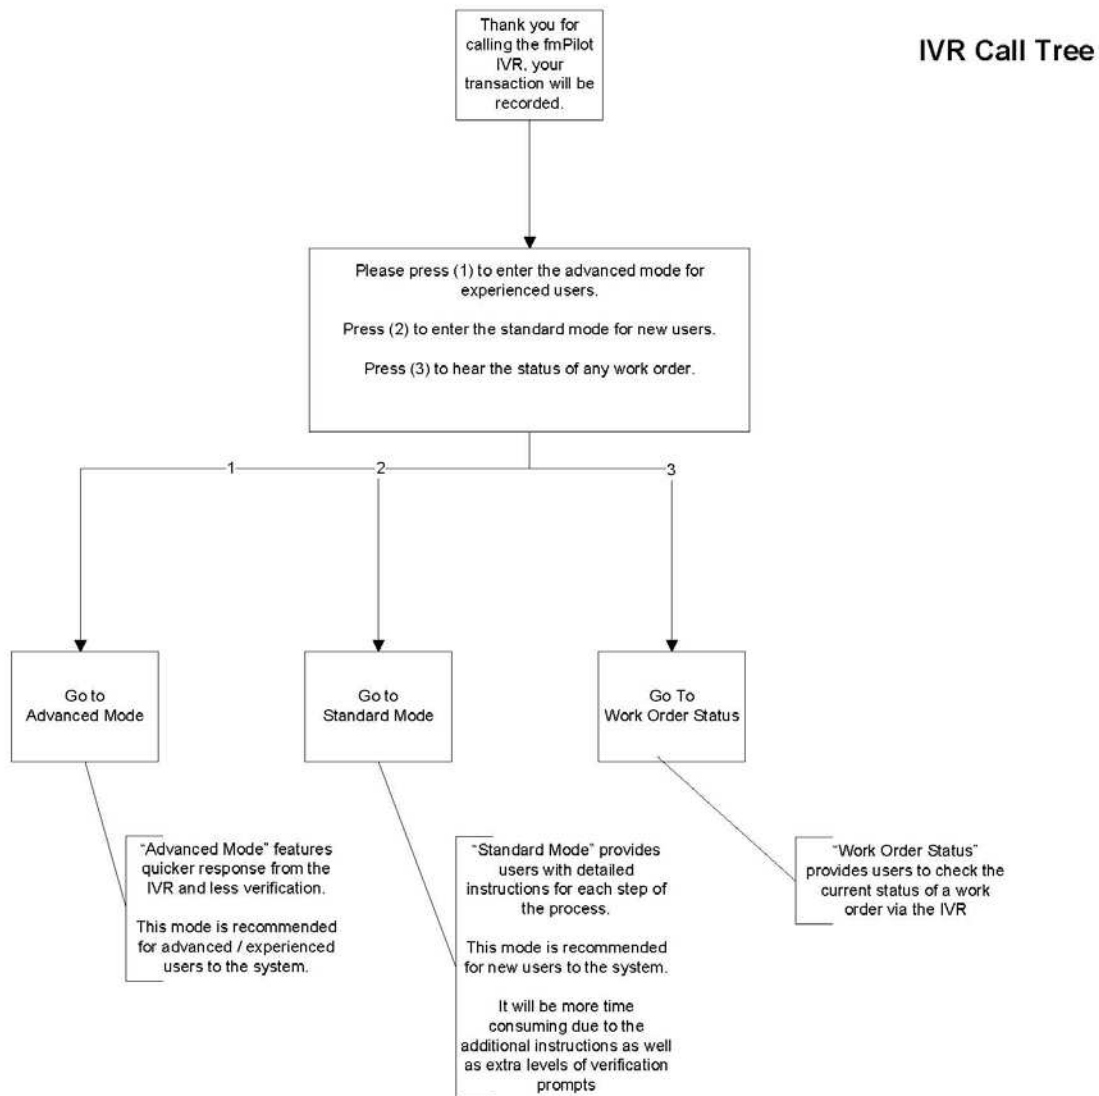 Thank you for
calling the fmPilot
IVR, your
transaction will be
recorded.
IVR Call Tree
Please press (1) to enter the advanced mode for
experienced users.
Press (2) to enter the standard mode for new users.
Press (3) to hear the status of any work order.
1
2
3
Go to
Advanced Mode
Go to
Standard Mode
Go To
Work Order Status
"Advanced Mode" features
quicker response from the
IVR and less verification.
This mode is recommended
for advanced / experienced
users to the system.
"Standard Mode" provides
users with detailed
instructions for each step of
the process.
This mode is recommended
for new users to the system.
It will be more time
consuming due to the
additional instructions as well
as extra levels of verification
prompts
"Work Order Status"
provides users to check the
current status of a work
order via the IVR